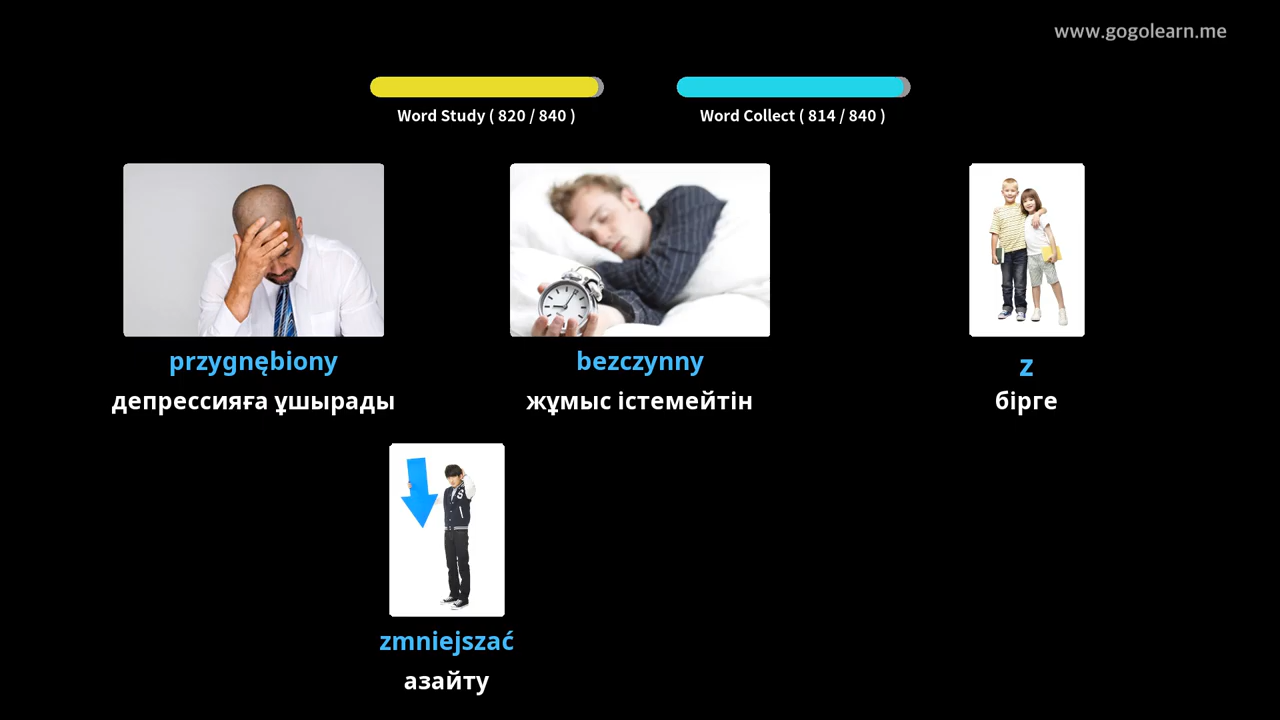 www.gogolearn.me
Word Study ( 820 / 840 )
Word Collect ( 814 / 840 )
przygnębiony
депрессияға ұшырады
bezczynny
жұмыс істемейтін
z
бірге
zmniejszać
азайту